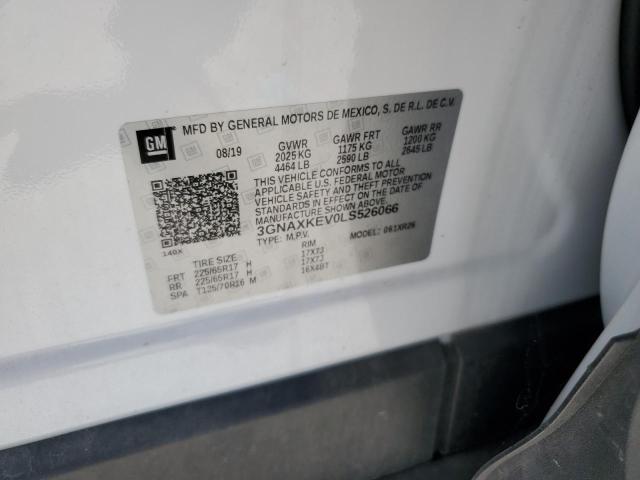 GM
MFD BY GENERAL MOTORS DE MEXICO, S. DE R.L. DE C.V.
08/19 GVWR GAWR FRT GAWR RR
2025 KG 1175 KG 1200 KG
4464 LB 2590 LB 2645 LB
THIS VEHICLE CONFORMS TO ALL
APPLICABLE U.S. FEDERAL MOTOR
VEHICLE SAFETY AND THEFT PREVENTION
STANDARDS IN EFFECT ON THE DATE OF
MANUFACTURE SHOWN ABOVE.
3GNAXKEV0LS526066
TYPE: M.P.V. MODEL: 061XR26
140X
TIRE SIZE RIM
FRT 225/65R17 H 17X7J
RR 225/65R17 H 17X7J
SPA T125/70R16 M 16X4BT